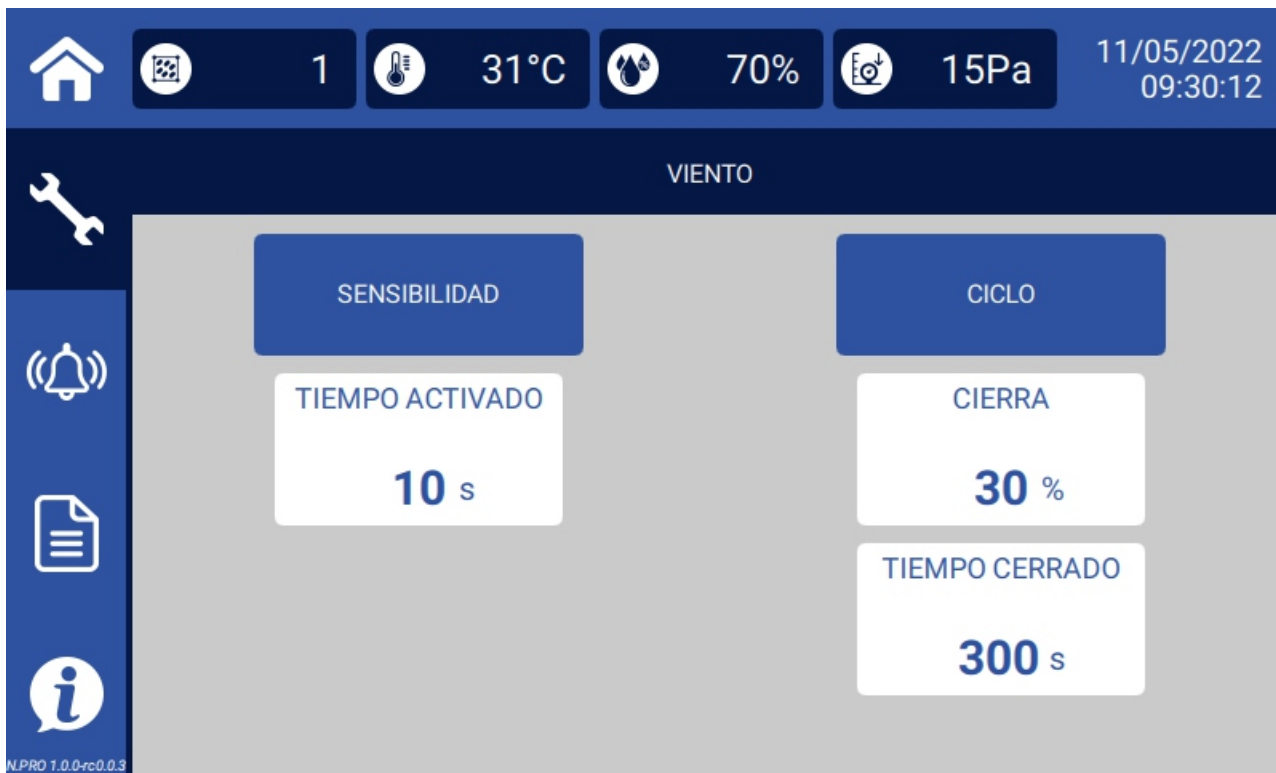 1
31°C
70%
15Pa
11/05/2022
09:30:12
VIENTO
SENSIBILIDAD
CICLO
TIEMPO ACTIVADO
10 s
CIERRA
30 %
TIEMPO CERRADO
300 s
N.PRO 1.0.0-rc0.0.3